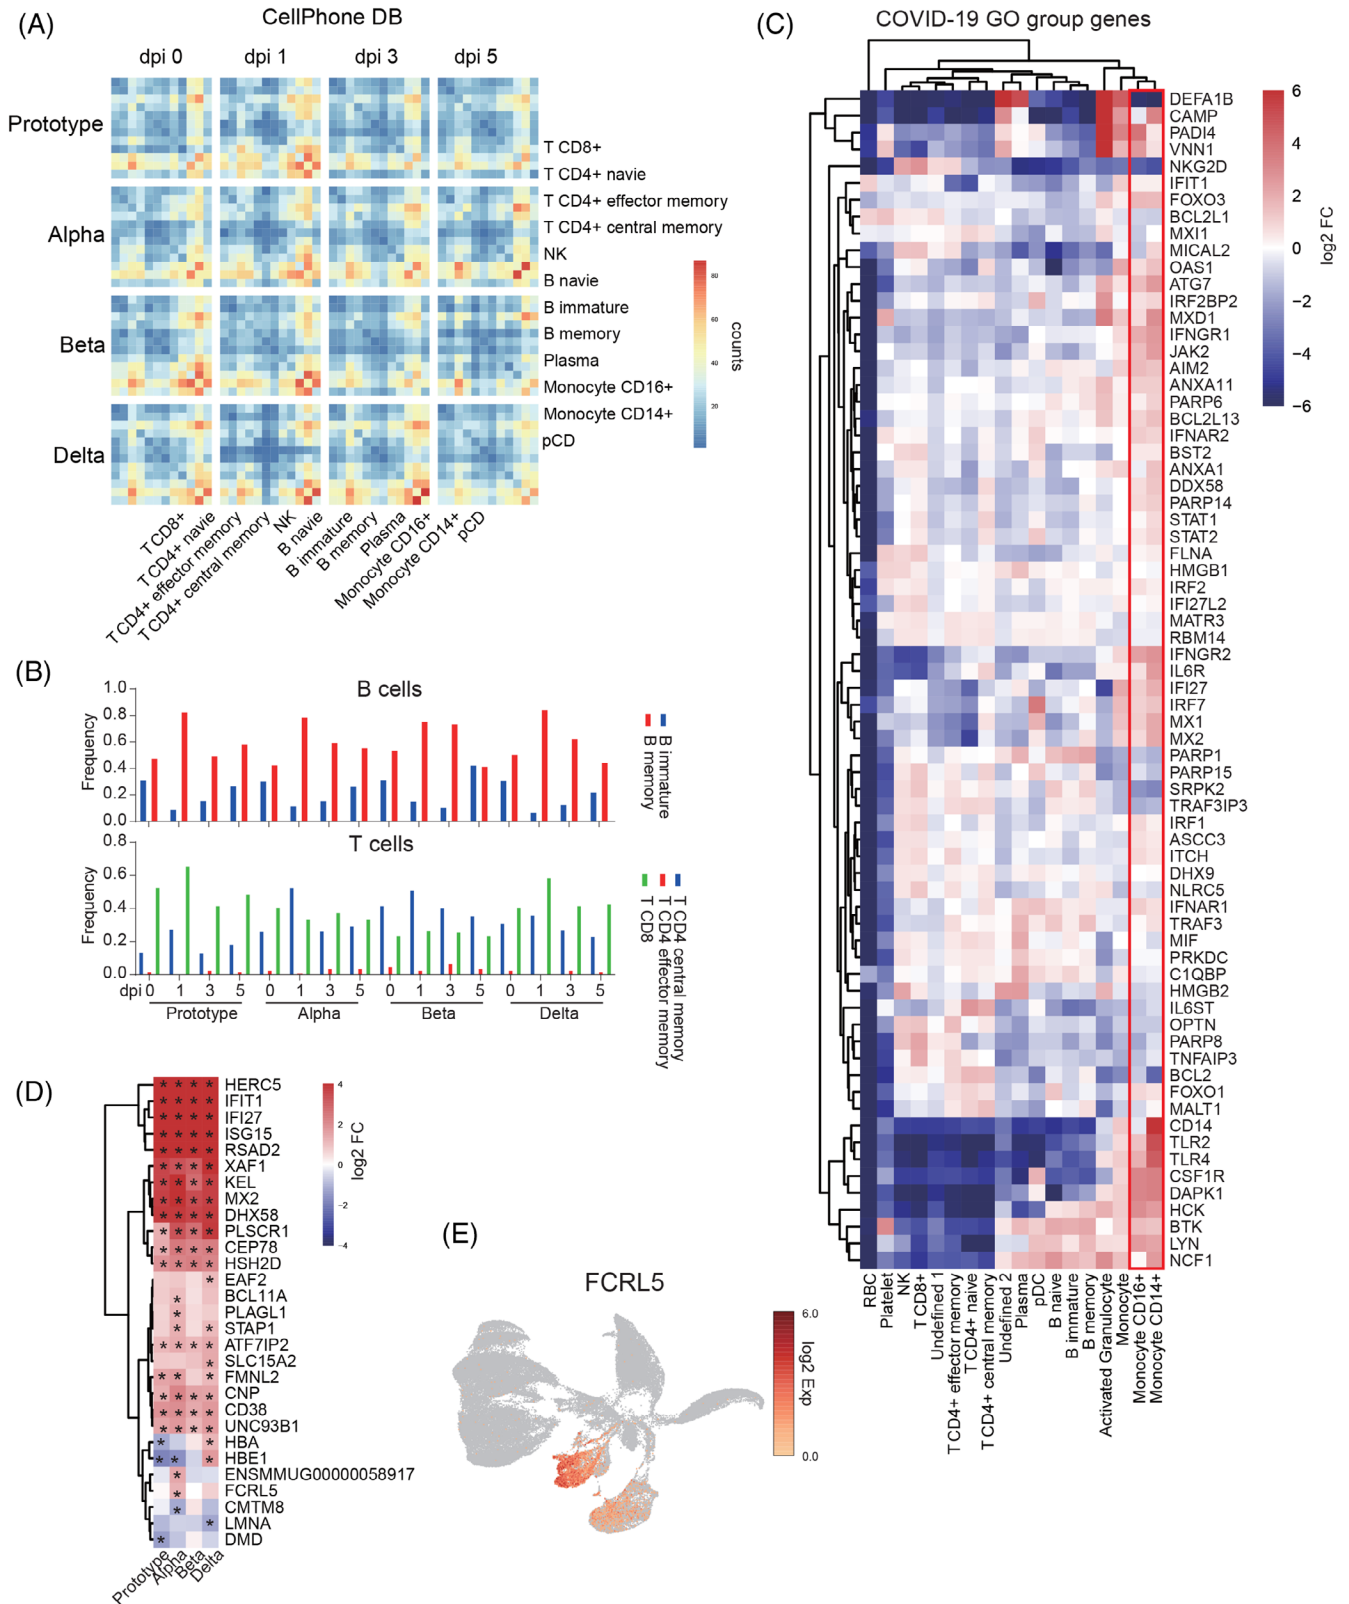 (A)
CellPhone DB
dpi 0 dpi 1 dpi 3 dpi 5
Prototype
Alpha
Beta
Delta
T CD8+
T CD4+ navie
T CD4+ effector memory
T CD4+ central memory
NK
B navie
B immature
B memory
Plasma
Monocyte CD16+
Monocyte CD14+
pCD
80
60
40
20
counts
T CD8+
T CD4+ navie
T CD4+ effector memory
T CD4+ central memory
NK
B navie
B immature
B memory
Plasma
Monocyte CD16+
Monocyte CD14+
pCD
(B)
B cells
Frequency
1.0
0.8
0.6
0.4
0.2
0.0
B immature
B memory
T cells
Frequency
0.8
0.6
0.4
0.2
0.0
T CD4 central memory
T CD4 effector memory
T CD8
dpi 0 1 3 5 0 1 3 5 0 1 3 5 0 1 3 5
Prototype Alpha Beta Delta
(C)
COVID-19 GO group genes
DEFA1B
CAMP
PADI4
VNN1
NKG2D
IFIT1
FOXO3
BCL2L1
MXI1
MICAL2
OAS1
ATG7
IRF2BP2
MXD1
IFNGR1
JAK2
AIM2
ANXA11
PARP6
BCL2L13
IFNAR2
BST2
ANXA1
DDX58
PARP14
STAT1
STAT2
FLNA
HMGB1
IRF2
IFI27L2
MATR3
RBM14
IFNGR2
IL6R
IFI27
IRF7
MX1
MX2
PARP1
PARP15
SRPK2
TRAF3IP3
IRF1
ASCC3
ITCH
DHX9
NLRC5
IFNAR1
TRAF3
MIF
PRKDC
C1QBP
HMGB2
IL6ST
OPTN
PARP8
TNFAIP3
BCL2
FOXO1
MALT1
CD14
TLR2
TLR4
CSF1R
DAPK1
HCK
BTK
LYN
NCF1
6
4
2
0
−2
−4
−6
log2 FC
RBC
Platelet
NK
T CD8+
Undefined 1
T CD4+ effector memory
T CD4+ naive
T CD4+ central memory
Undefined 2
Plasma
pDC
B naive
B immature
B memory
Activated Granulocyte
Monocyte
Monocyte CD16+
Monocyte CD14+
(D)
* * * * HERC5
* * * * IFIT1
* * * * IFI27
* * * * ISG15
* * * * RSAD2
* * * * XAF1
* * * * KEL
* * * * MX2
* * * * DHX58
* * * * PLSCR1
* * * * CEP78
* * * * HSH2D
* EAF2
* BCL11A
* PLAGL1
* * STAP1
* * * * ATF7IP2
* SLC15A2
* * * FMNL2
* * * * CNP
* * * * CD38
* * * * UNC93B1
* * HBA
* * * HBE1
* ENSMMUG00000058917
* FCRL5
* CMTM8
* LMNA
* DMD
Prototype
Alpha
Beta
Delta
4
2
0
−2
−4
log2 FC
(E)
FCRL5
6.0
0.0
log2 Exp